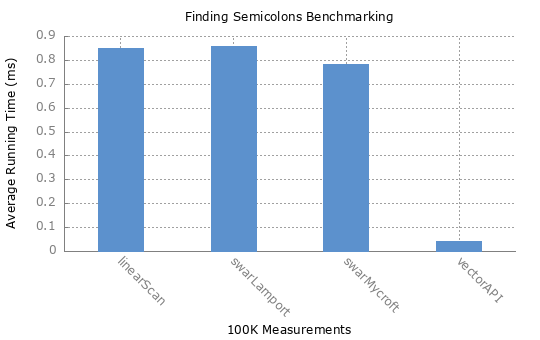 Finding Semicolons Benchmarking
Average Running Time (ms)
0.9
0.8
0.7
0.6
0.5
0.4
0.3
0.2
0.1
0
linearScan
swarLamport
swarMycroft
vectorAPI
100K Measurements